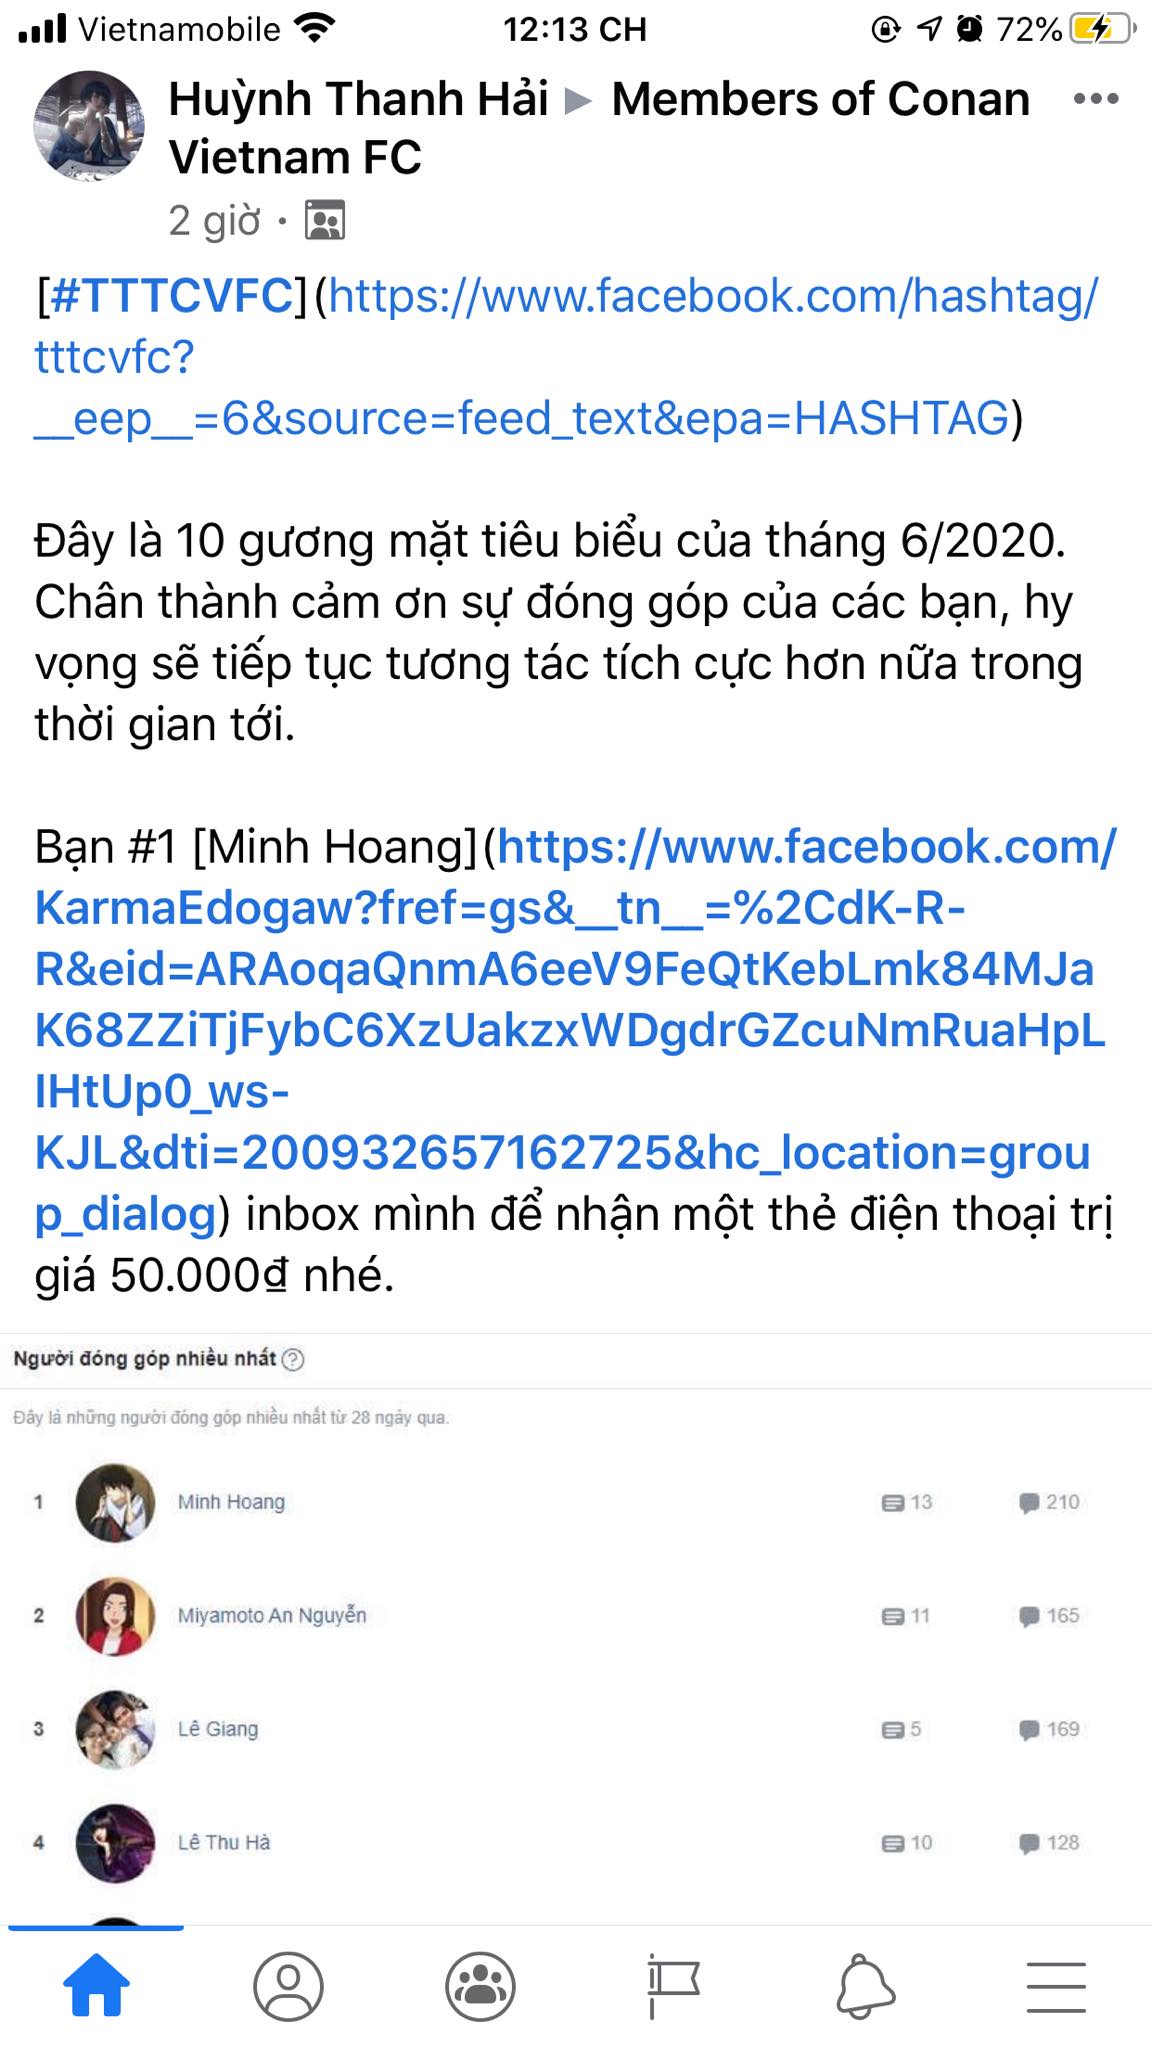 Vietnamobile 12:13 CH 72%
Huỳnh Thanh Hải ▶ Members of Conan
Vietnam FC
2 giờ ·
[#TTTCVFC](https://www.facebook.com/hashtag/
tttcvfc?
__eep__=6&source=feed_text&epa=HASHTAG)
Đây là 10 gương mặt tiêu biểu của tháng 6/2020.
Chân thành cảm ơn sự đóng góp của các bạn, hy
vọng sẽ tiếp tục tương tác tích cực hơn nữa trong
thời gian tới.
Bạn #1 [Minh Hoang](https://www.facebook.com/
KarmaEdogaw?fref=gs&__tn__=%2CdK-R-
R&eid=ARAoqaQnmA6eeV9FeQtKebLmk84MJa
K68ZZiTjFybC6XzUakzxWDgdrGZcuNmRuaHpL
IHtUp0_ws-
KJL&dti=200932657162725&hc_location=grou
p_dialog) inbox mình để nhận một thẻ điện thoại trị
giá 50.000₫ nhé.
Người đóng góp nhiều nhất ?
Đây là những người đóng góp nhiều nhất từ 28 ngày qua.
1 Minh Hoang 13 210
2 Miyamoto An Nguyễn 11 165
3 Lê Giang 5 169
4 Lê Thu Hà 10 128